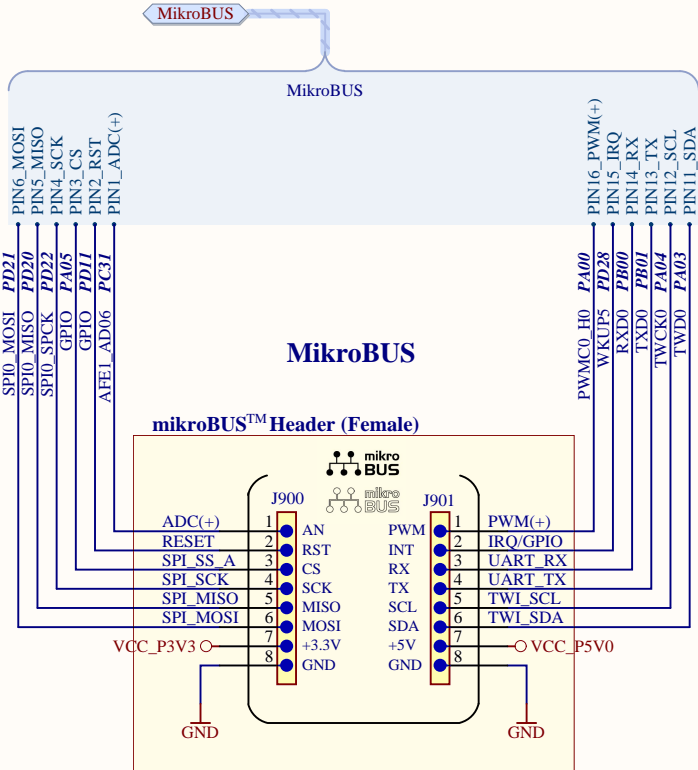 MikroBUS
MikroBUS
PIN6_MOSI
PIN5_MISO
PIN4_SCK
PIN3_CS
PIN2_RST
PIN1_ADC(+)
PIN16_PWM(+)
PIN15_IRQ
PIN14_RX
PIN13_TX
PIN12_SCL
PIN11_SDA
SPI0_MOSI PD21
SPI0_MISO PD20
SPI0_SPCK PD22
GPIO PA05
GPIO PD11
AFE1_AD06 PC31
PWMC0_H0 PA00
WKUP5 PD28
RXD0 PB00
TXD0 PB01
TWCK0 PA04
TWD0 PA03
MikroBUS
mikroBUS™ Header (Female)
mikro
BUS
mikro
BUS
J900
J901
ADC(+) 1 AN PWM 1 PWM(+)
RESET 2 RST INT 2 IRQ/GPIO
SPI_SS_A 3 CS RX 3 UART_RX
SPI_SCK 4 SCK TX 4 UART_TX
SPI_MISO 5 MISO SCL 5 TWI_SCL
SPI_MOSI 6 MOSI SDA 6 TWI_SDA
VCC_P3V3 7 +3.3V +5V 7 VCC_P5V0
8 GND GND 8
GND
GND